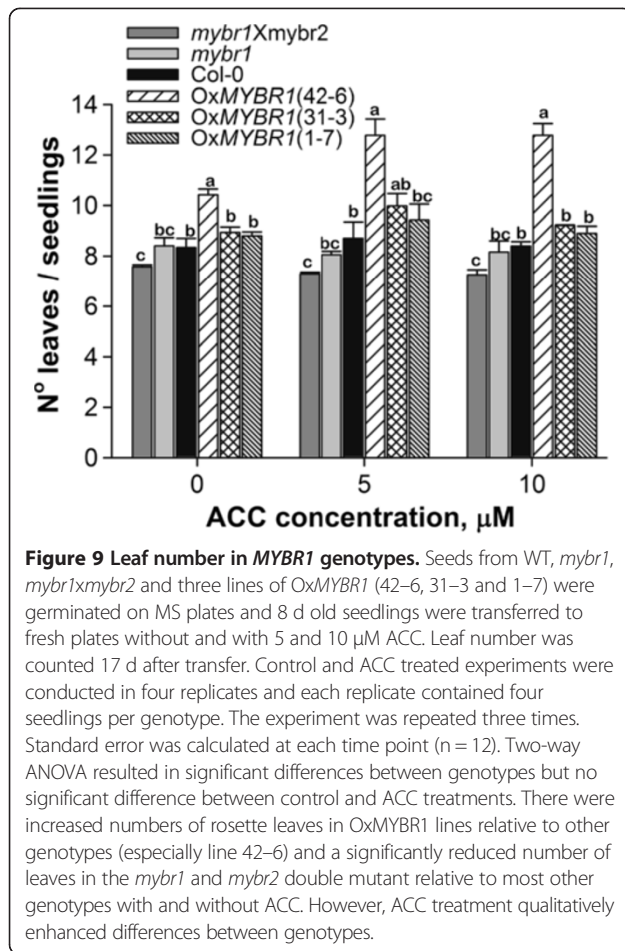 mybr1Xmybr2
mybr1
Col-0
OxMYBR1(42-6)
OxMYBR1(31-3)
OxMYBR1(1-7)
14
12
10
8
6
4
2
0
N° leaves / seedlings
c bc b a b b
c bc b a ab bc
c bc b a b b
0 5 10
ACC concentration, µM
Figure 9 Leaf number in MYBR1 genotypes. Seeds from WT, mybr1,
mybr1xmybr2 and three lines of OxMYBR1 (42–6, 31–3 and 1–7) were
germinated on MS plates and 8 d old seedlings were transferred to
fresh plates without and with 5 and 10 µM ACC. Leaf number was
counted 17 d after transfer. Control and ACC treated experiments were
conducted in four replicates and each replicate contained four
seedlings per genotype. The experiment was repeated three times.
Standard error was calculated at each time point (n = 12). Two-way
ANOVA resulted in significant differences between genotypes but no
significant difference between control and ACC treatments. There were
increased numbers of rosette leaves in OxMYBR1 lines relative to other
genotypes (especially line 42–6) and a significantly reduced number of
leaves in the mybr1 and mybr2 double mutant relative to most other
genotypes with and without ACC. However, ACC treatment qualitatively
enhanced differences between genotypes.